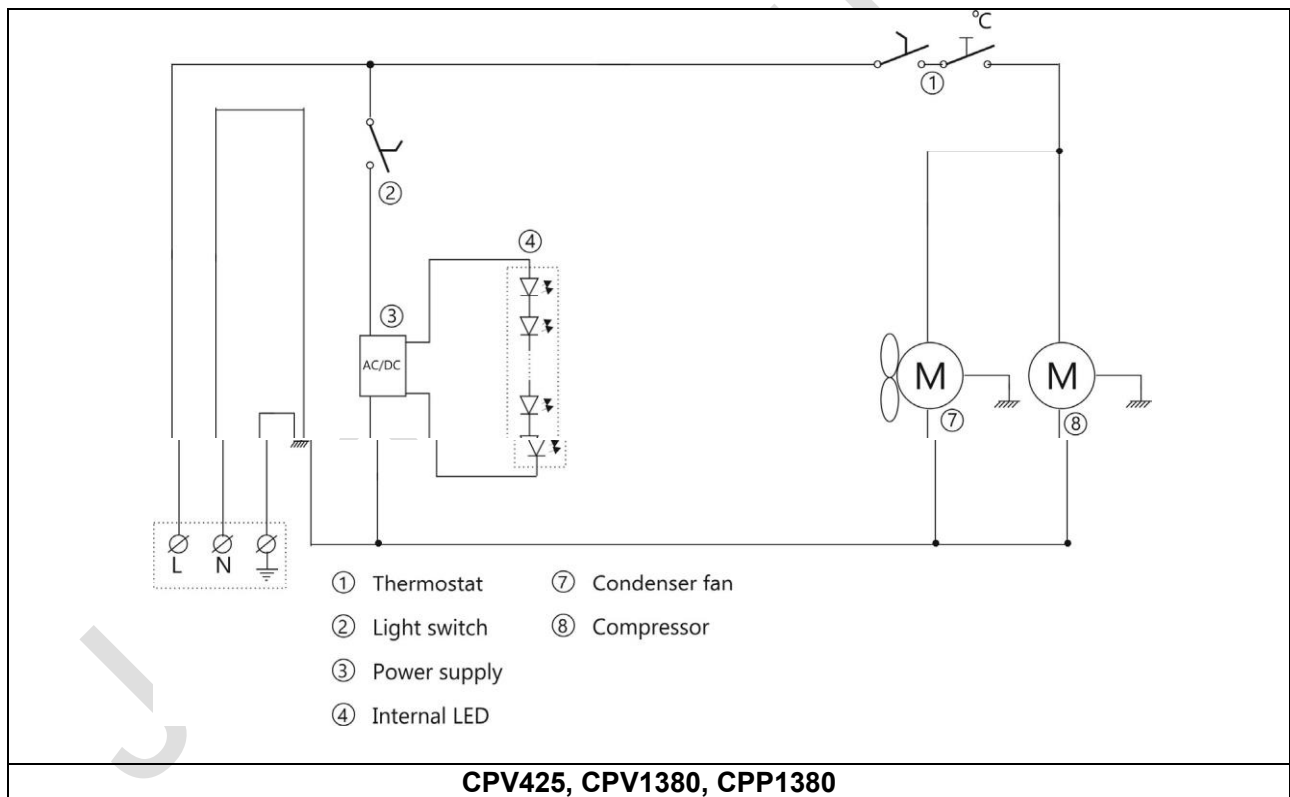 °C
①
②
④
③
AC/DC
M
M
⑦
⑧
L N
① Thermostat ⑦ Condenser fan
② Light switch ⑧ Compressor
③ Power supply
④ Internal LED
CPV425, CPV1380, CPP1380